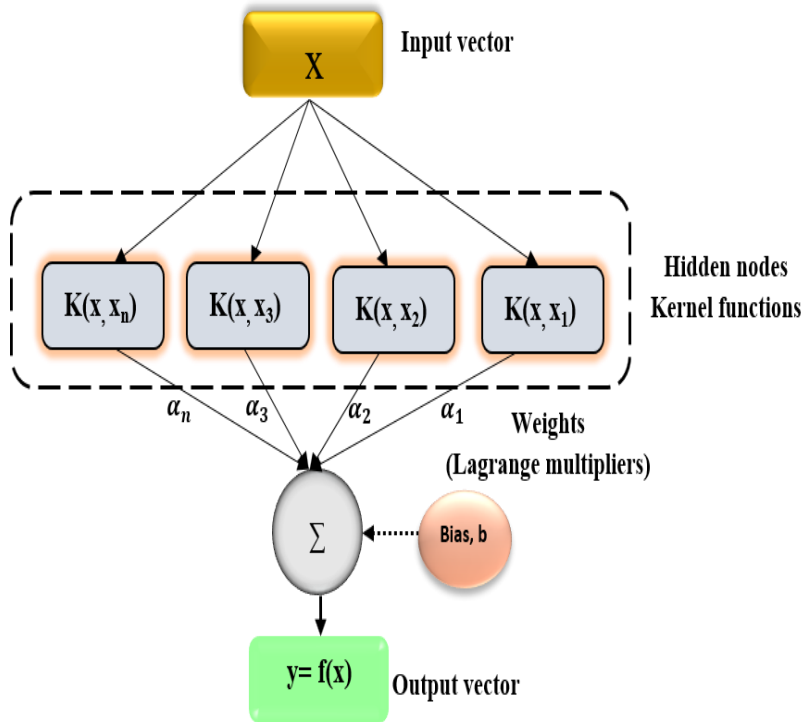 X
Input vector
K(x, xₙ)
K(x, x₃)
K(x, x₂)
K(x, x₁)
Hidden nodes
Kernel functions
αₙ
α₃
α₂
α₁
Weights
(Lagrange multipliers)
∑
Bias, b
y= f(x)
Output vector